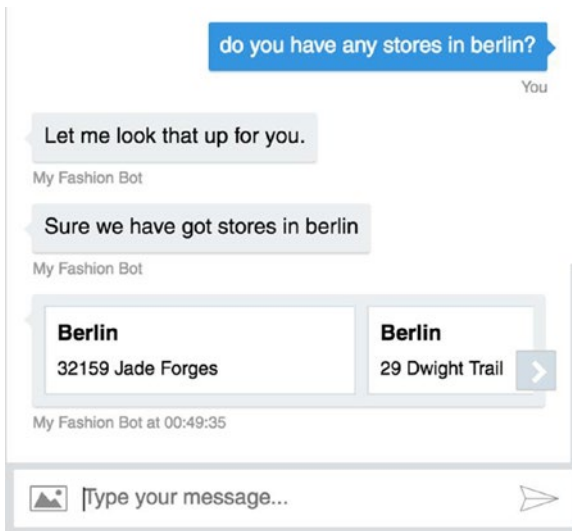 do you have any stores in berlin?
You
Let me look that up for you.
My Fashion Bot
Sure we have got stores in berlin
My Fashion Bot
Berlin
32159 Jade Forges
Berlin
29 Dwight Trail
My Fashion Bot at 00:49:35
Type your message...